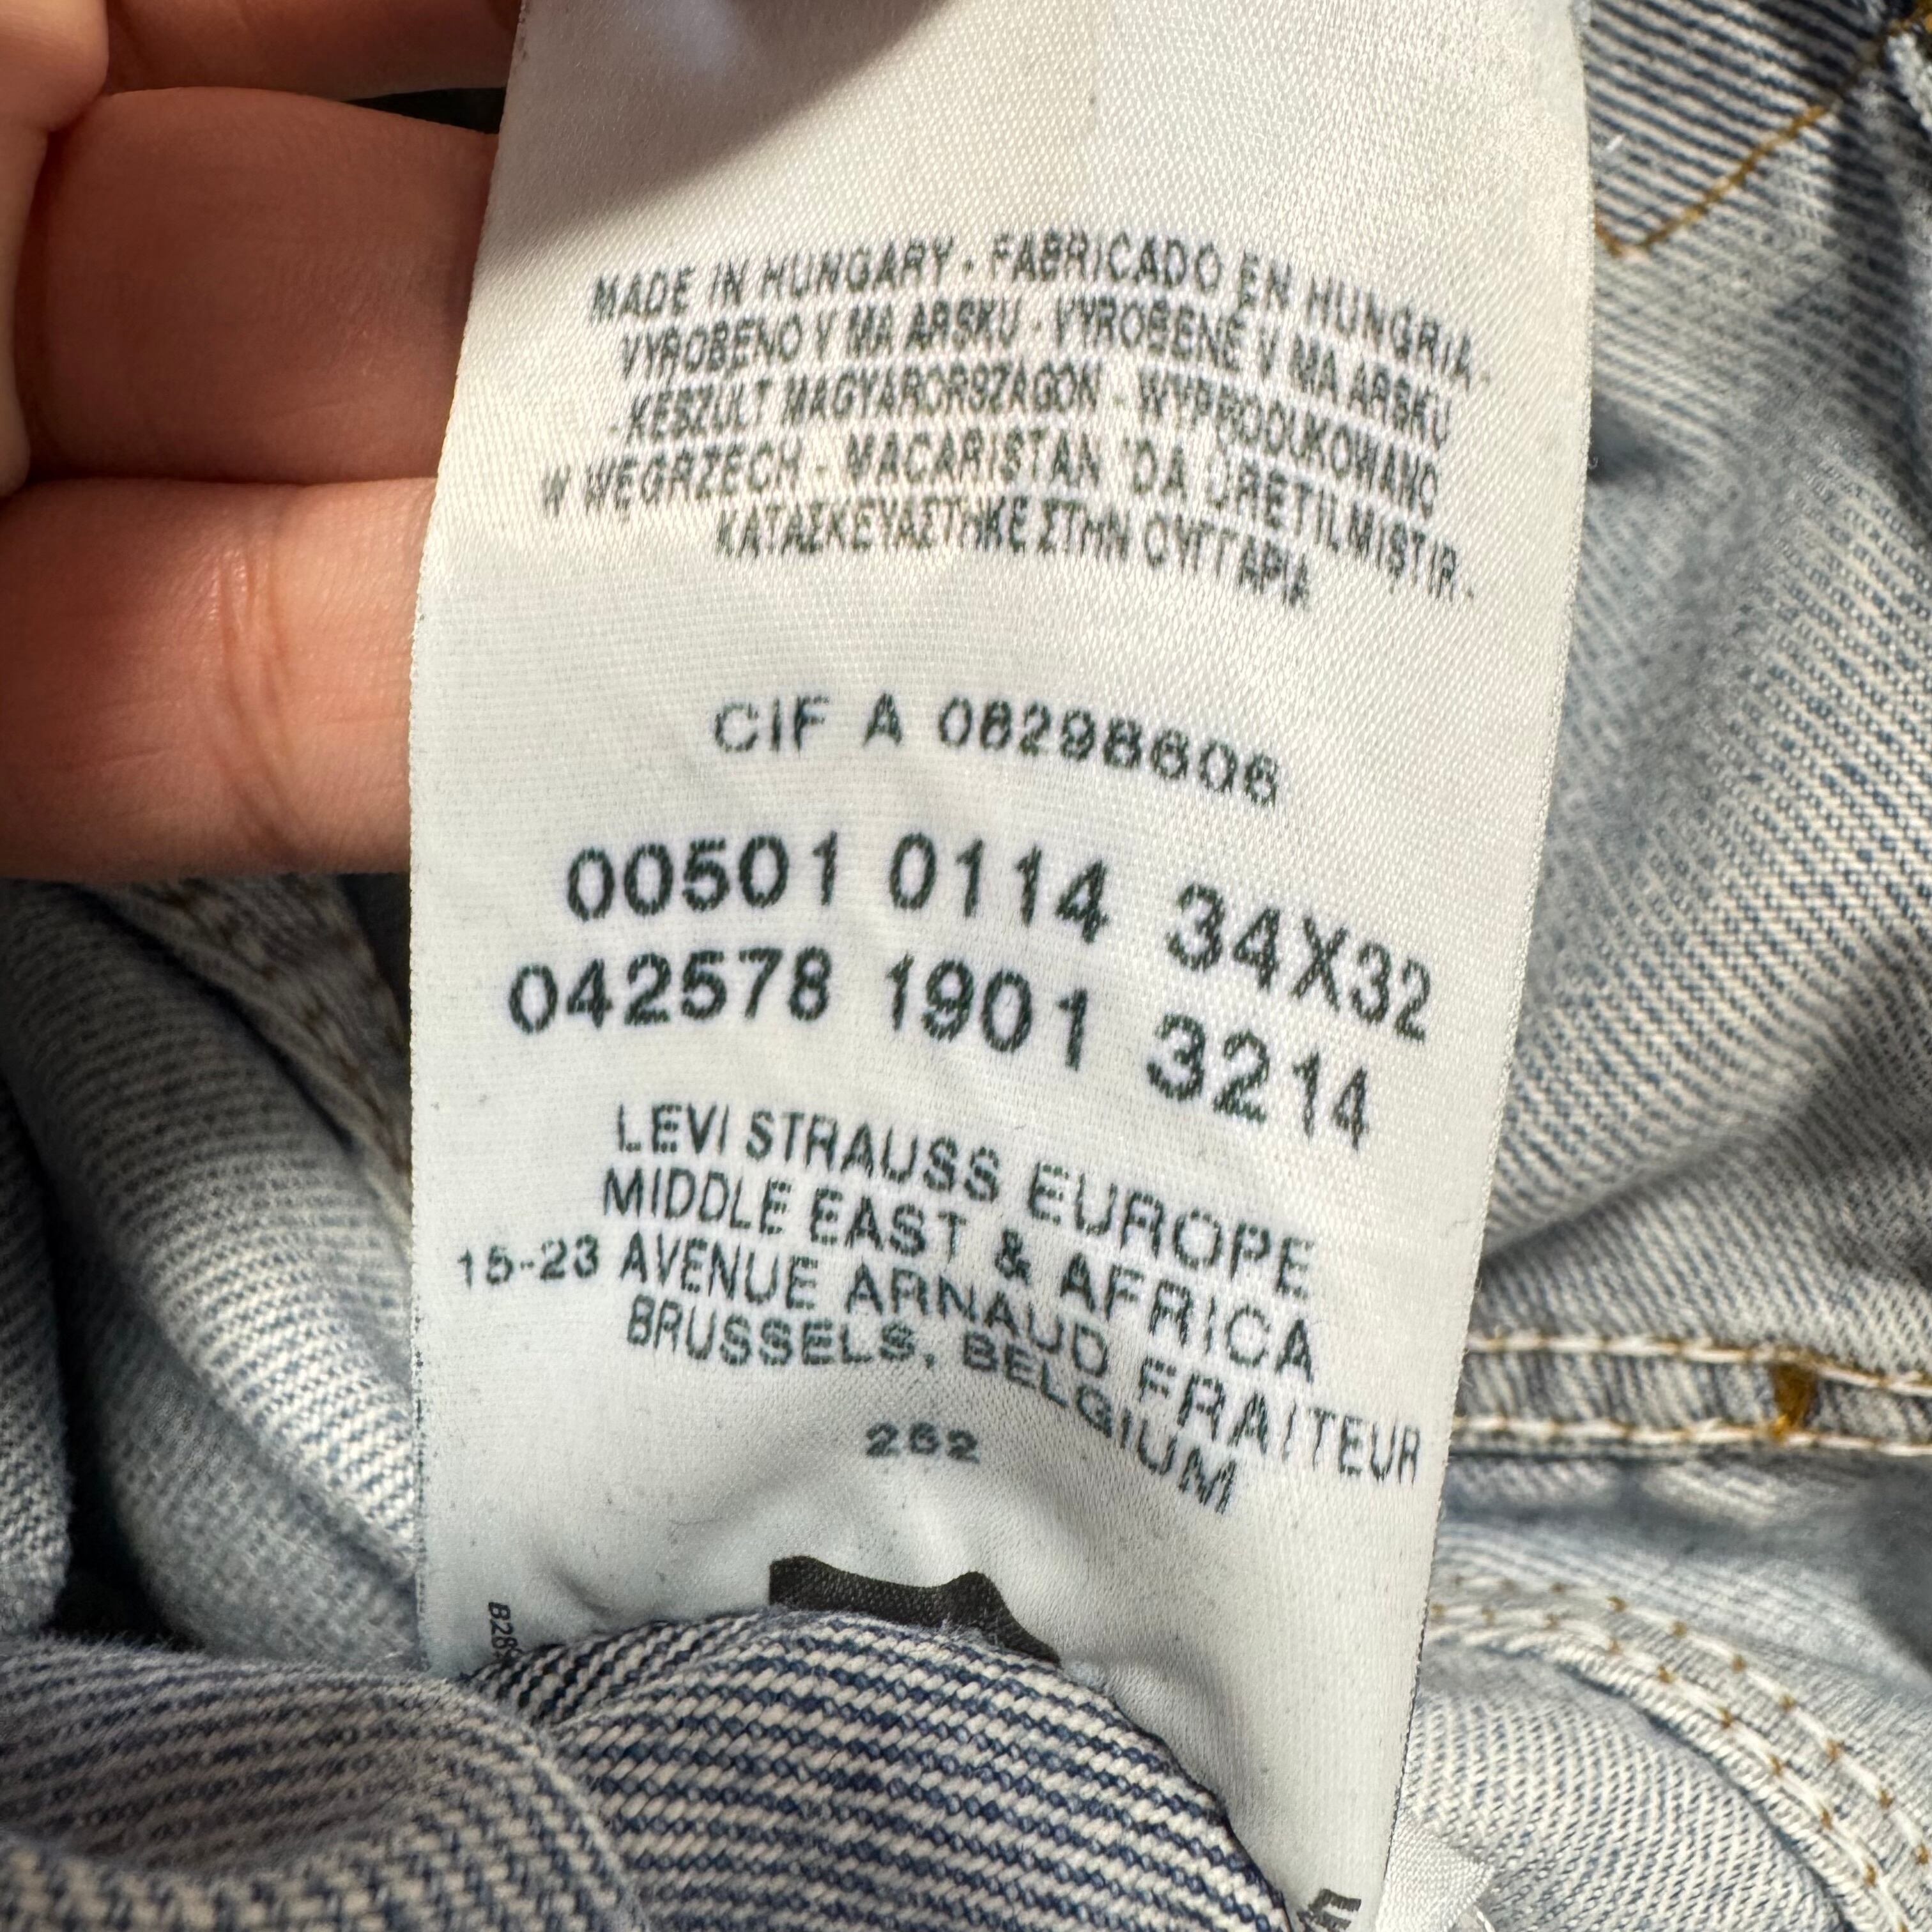 MADE IN HUNGARY - FABRICADO EN HUNGRIA -
VYROBENO V MA ARSKU - VYROBENÉ V MA ARSKU
- KESZULT MAGYARORSZAGON - WYPRODUKOWANO
W WĘGRZECH - MACARISTAN 'DA ÜRETILMIŞTIR -
ΚΑΤΑΣΚΕΥΑΣΤΗΚΕ ΣΤΗΝ ΟΥΓΓΑΡΑ
CIF A 08298606
00501 0114 34X32
042578 1901 3214
LEVI STRAUSS EUROPE
MIDDLE EAST & AFRICA
15-23 AVENUE ARNAUD FRAITEUR
BRUSSELS, BELGIUM
262